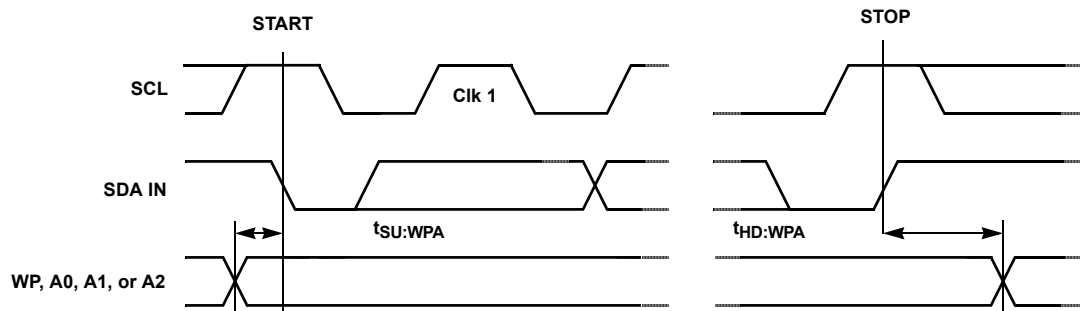 START
STOP
SCL
Clk 1
SDA IN
tSU:WPA
tHD:WPA
WP, A0, A1, or A2